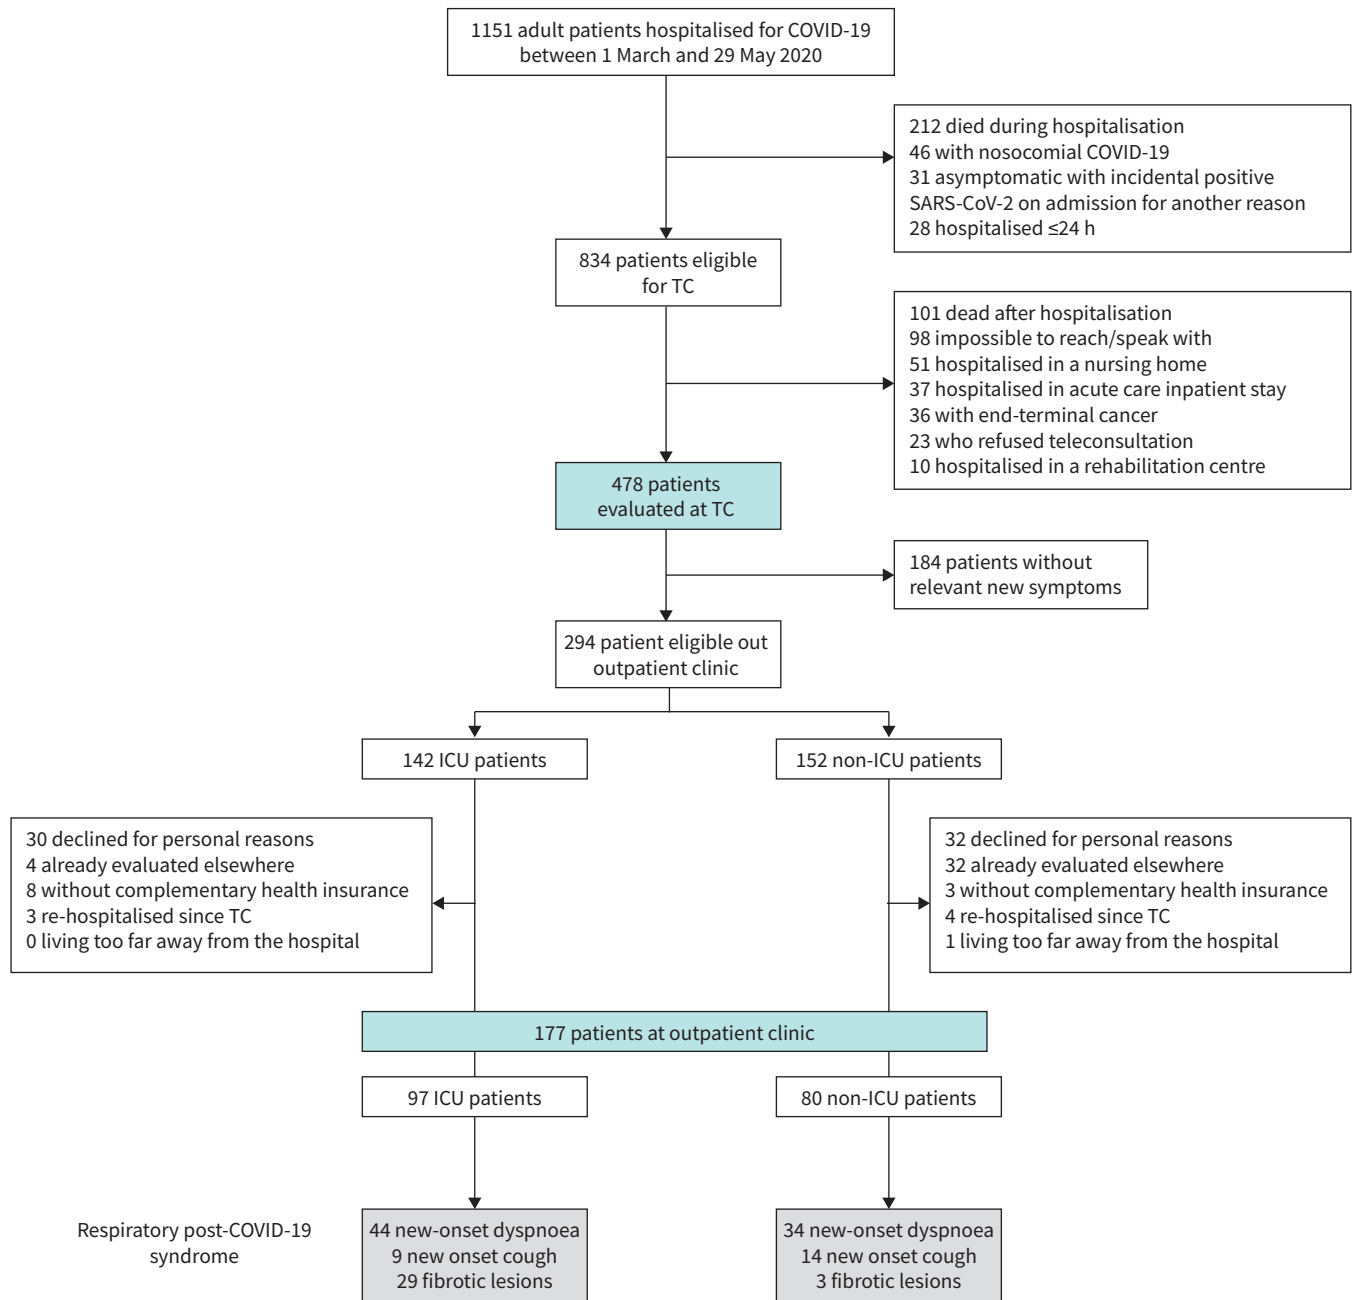 1151 adult patients hospitalised for COVID-19
between 1 March and 29 May 2020
212 died during hospitalisation
46 with nosocomial COVID-19
31 asymptomatic with incidental positive
SARS-CoV-2 on admission for another reason
28 hospitalised ≤24 h
834 patients eligible
for TC
101 dead after hospitalisation
98 impossible to reach/speak with
51 hospitalised in a nursing home
37 hospitalised in acute care inpatient stay
36 with end-terminal cancer
23 who refused teleconsultation
10 hospitalised in a rehabilitation centre
478 patients
evaluated at TC
184 patients without
relevant new symptoms
294 patient eligible out
outpatient clinic
142 ICU patients
152 non-ICU patients
30 declined for personal reasons
4 already evaluated elsewhere
8 without complementary health insurance
3 re-hospitalised since TC
0 living too far away from the hospital
32 declined for personal reasons
32 already evaluated elsewhere
3 without complementary health insurance
4 re-hospitalised since TC
1 living too far away from the hospital
177 patients at outpatient clinic
97 ICU patients
80 non-ICU patients
Respiratory post-COVID-19
syndrome
44 new-onset dyspnoea
9 new onset cough
29 fibrotic lesions
34 new-onset dyspnoea
14 new onset cough
3 fibrotic lesions